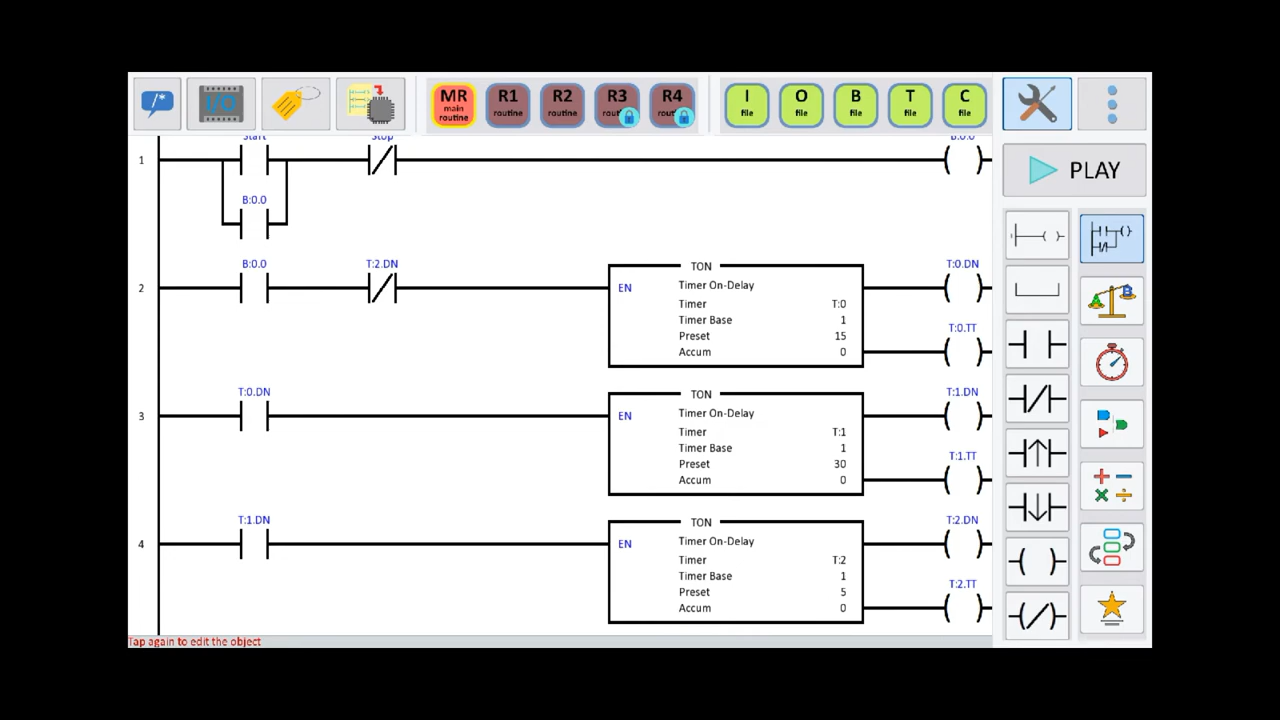 /*
I/O
MR main routine
R1 routine
R2 routine
R3
R4
I file
O file
B file
T file
C file
PLAY
Start Stop B:0.0
1
B:0.0
B:0.0 T:2.DN TON T:0.DN
2 EN Timer On-Delay
Timer T:0
Timer Base 1
Preset 15 T:0.TT
Accum 0
T:0.DN TON T:1.DN
3 EN Timer On-Delay
Timer T:1
Timer Base 1
Preset 30 T:1.TT
Accum 0
T:1.DN TON T:2.DN
4 EN Timer On-Delay
Timer T:2
Timer Base 1
Preset 5 T:2.TT
Accum 0
Tap again to edit the object
A B